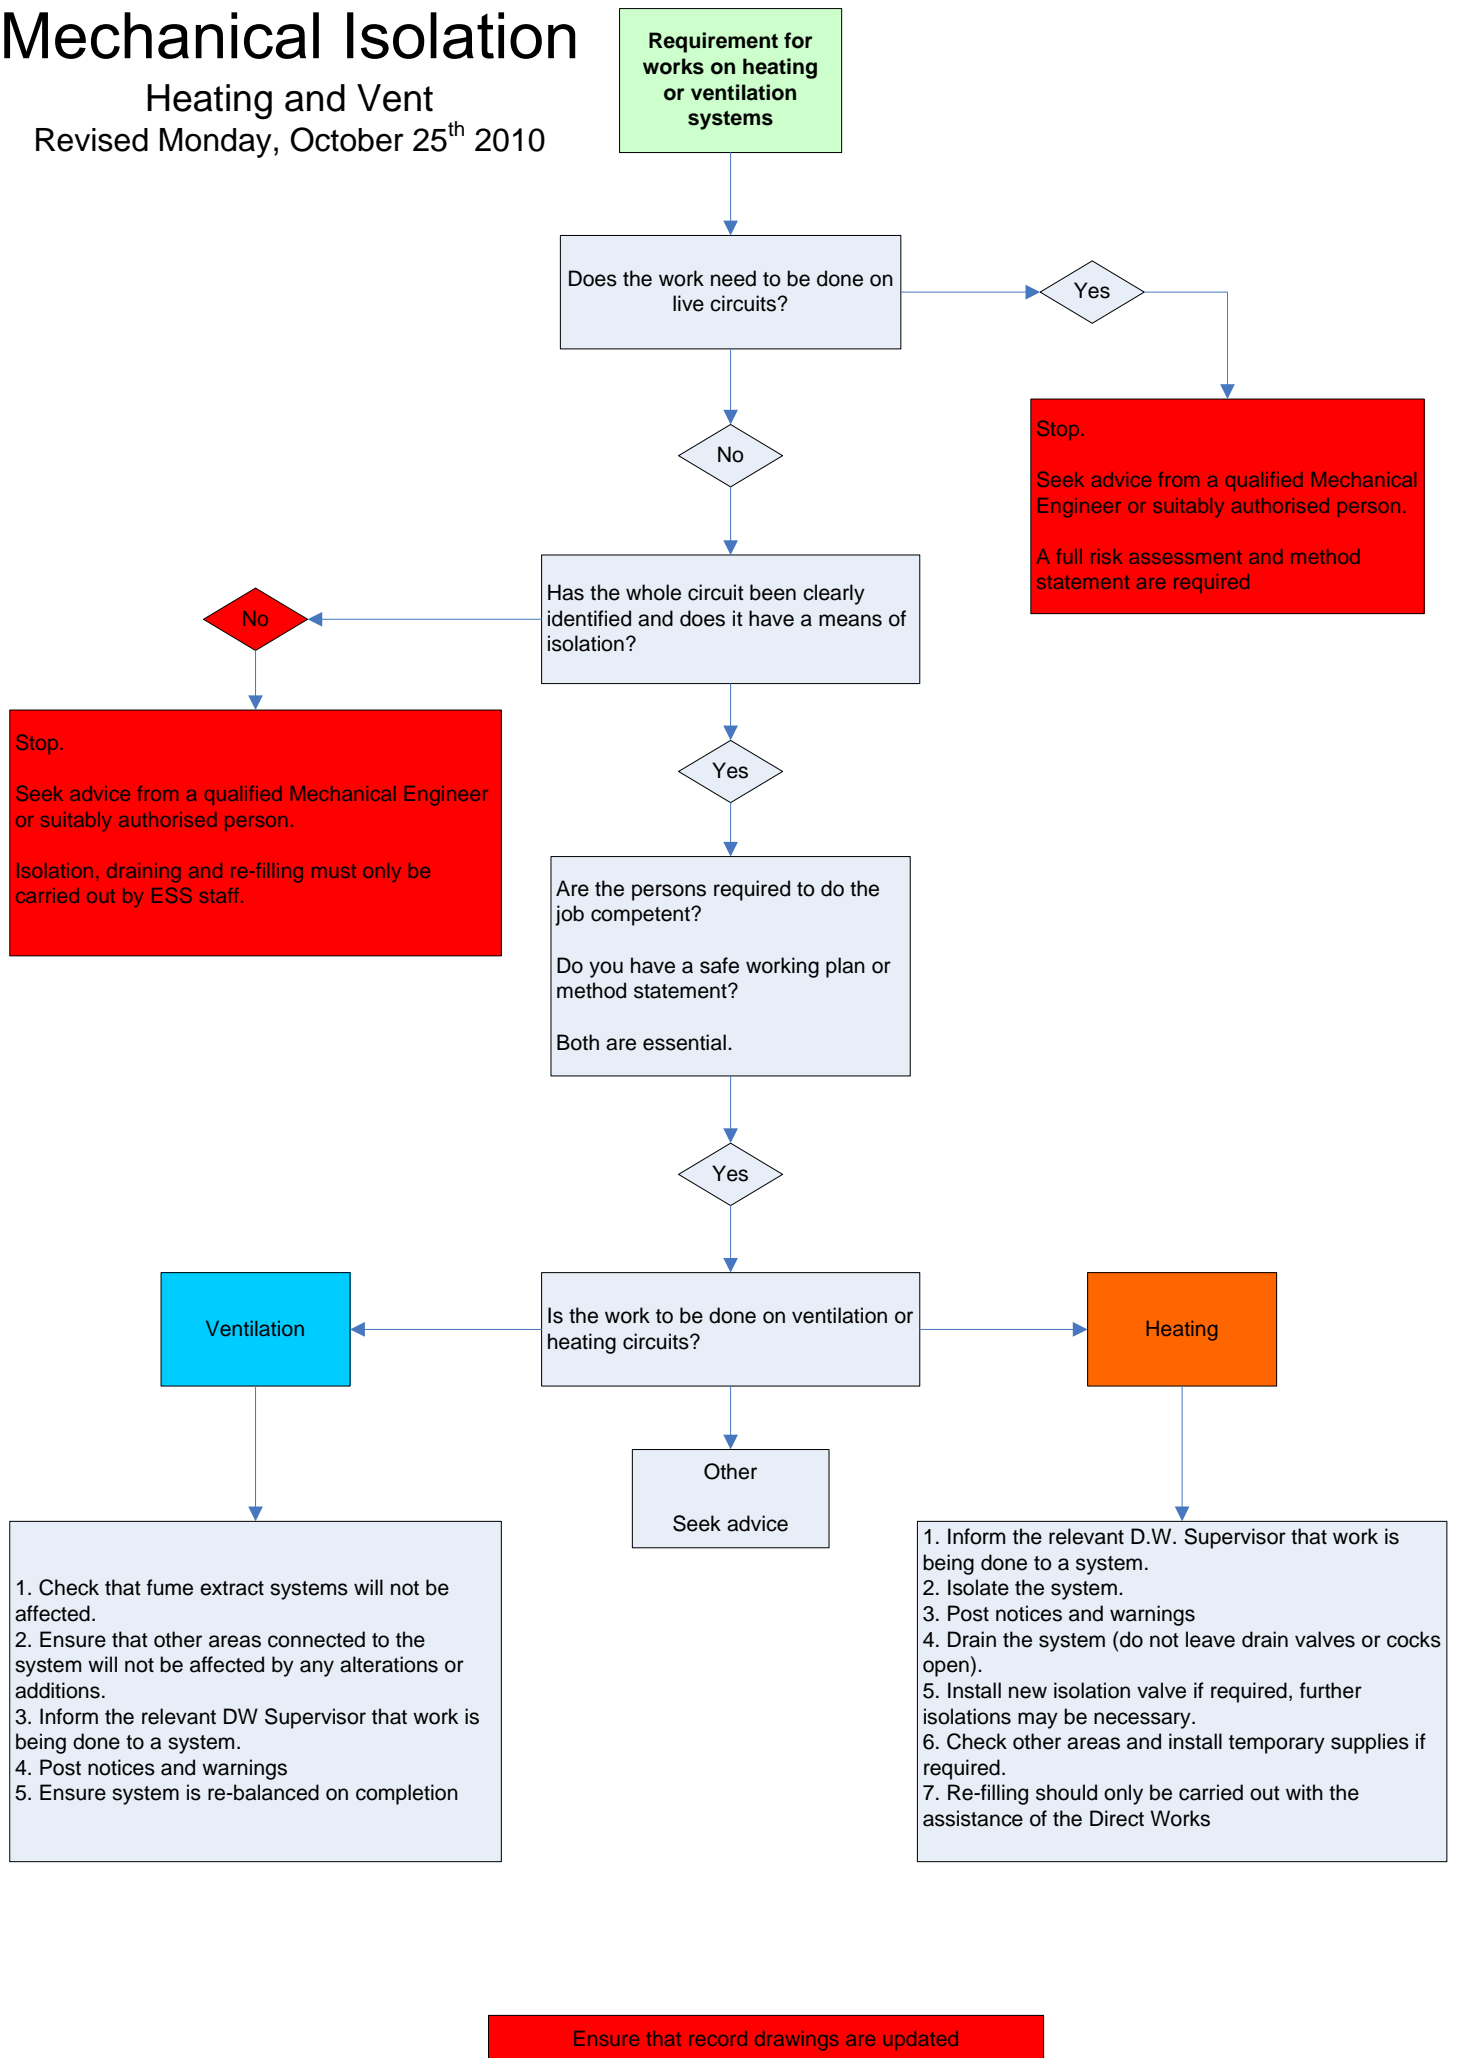 Mechanical Isolation
Heating and Vent
Revised Monday, October 25th 2010
Requirement for
works on heating
or ventilation
systems
Does the work need to be done on
live circuits?
Yes
Stop.
Seek advice from a qualified Mechanical
Engineer or suitably authorised person.
A full risk assessment and method
statement are required
No
Has the whole circuit been clearly
identified and does it have a means of
isolation?
No
Stop.
Seek advice from a qualified Mechanical Engineer
or suitably authorised person.
Isolation, draining and re-filling must only be
carried out by ESS staff.
Yes
Are the persons required to do the
job competent?
Do you have a safe working plan or
method statement?
Both are essential.
Yes
Is the work to be done on ventilation or
heating circuits?
Ventilation
Heating
Other
Seek advice
1. Check that fume extract systems will not be
affected.
2. Ensure that other areas connected to the
system will not be affected by any alterations or
additions.
3. Inform the relevant DW Supervisor that work is
being done to a system.
4. Post notices and warnings
5. Ensure system is re-balanced on completion
1. Inform the relevant D.W. Supervisor that work is
being done to a system.
2. Isolate the system.
3. Post notices and warnings
4. Drain the system (do not leave drain valves or cocks
open).
5. Install new isolation valve if required, further
isolations may be necessary.
6. Check other areas and install temporary supplies if
required.
7. Re-filling should only be carried out with the
assistance of the Direct Works
Ensure that record drawings are updated